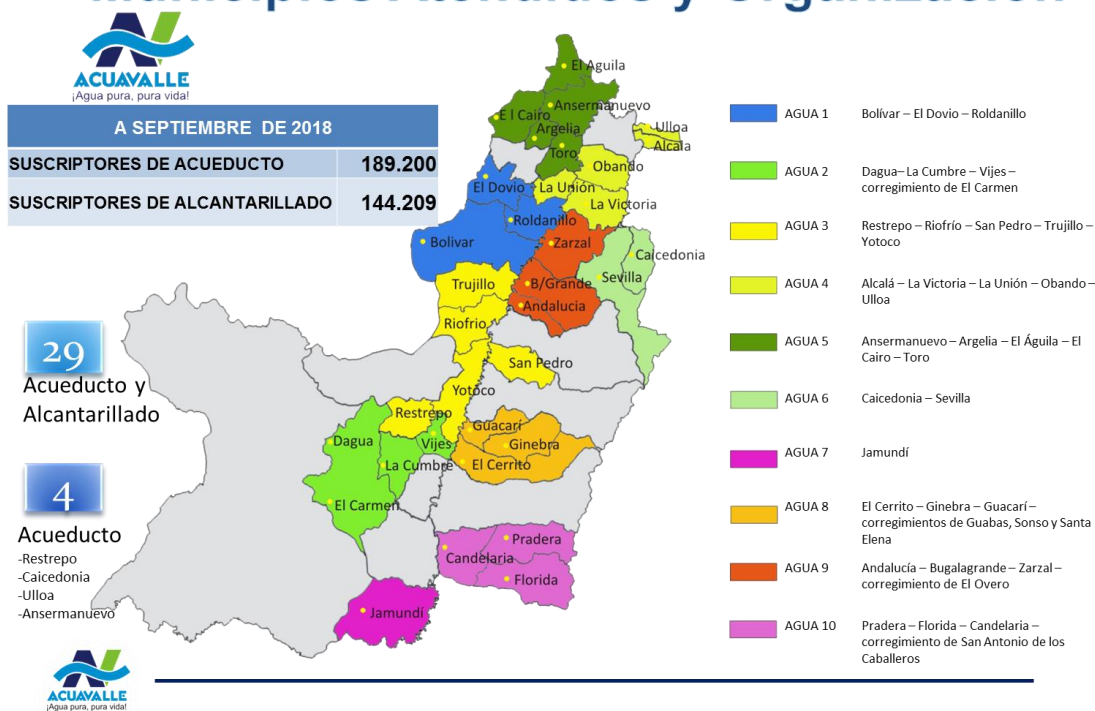 Municipios Atendidos y Organización
ACUAVALLE
¡Agua pura, pura vida!
A SEPTIEMBRE DE 2018
SUSCRIPTORES DE ACUEDUCTO 189.200
SUSCRIPTORES DE ALCANTARILLADO 144.209
29
Acueducto y
Alcantarillado
4
Acueducto
-Restrepo
-Caicedonia
-Ulloa
-Ansermanuevo
El Aguila
Ansermanuevo
E l Cairo
Argelia
Ulloa
Alcala
Toro
Obando
El Dovio
La Unión
La Victoria
Roldanillo
Bolivar
Zarzal
Caicedonia
Sevilla
Trujillo
B/Grande
Andalucia
Riofrio
San Pedro
Yotoco
Restrepo
Guacarí
Dagua
Vijes
Ginebra
La Cumbre
El Cerrito
El Carmen
Pradera
Candelaria
Florida
Jamundí
AGUA 1 Bolívar – El Dovio – Roldanillo
AGUA 2 Dagua– La Cumbre – Vijes –
corregimiento de El Carmen
AGUA 3 Restrepo – Riofrío – San Pedro – Trujillo –
Yotoco
AGUA 4 Alcalá – La Victoria – La Unión – Obando –
Ulloa
AGUA 5 Ansermanuevo – Argelia – El Águila – El
Cairo – Toro
AGUA 6 Caicedonia – Sevilla
AGUA 7 Jamundí
AGUA 8 El Cerrito – Ginebra – Guacarí –
corregimientos de Guabas, Sonso y Santa
Elena
AGUA 9 Andalucía – Bugalagrande – Zarzal –
corregimiento de El Overo
AGUA 10 Pradera – Florida – Candelaria –
corregimiento de San Antonio de los
Caballeros
ACUAVALLE
¡Agua pura, pura vida!